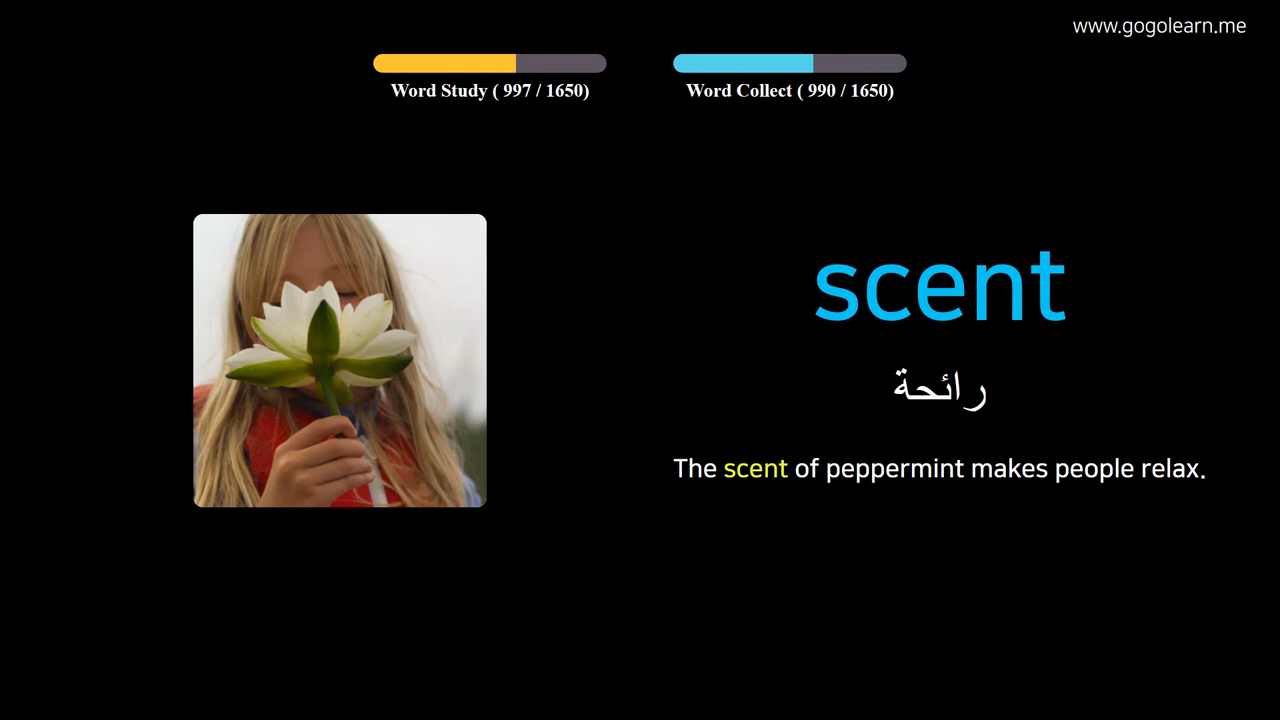 www.gogolearn.me
Word Study ( 997 / 1650)
Word Collect ( 990 / 1650)
scent
رائحة
The scent of peppermint makes people relax.